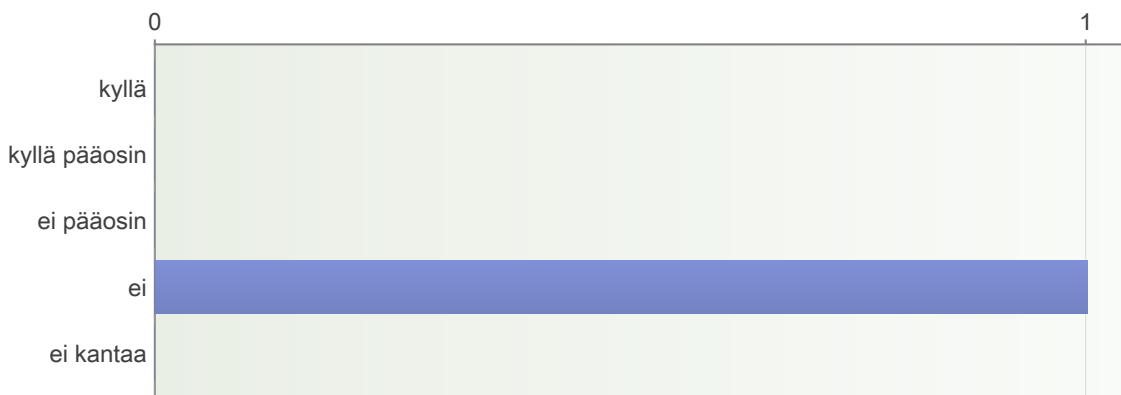 0 1
kyllä
kyllä pääosin
ei pääosin
ei
ei kantaa